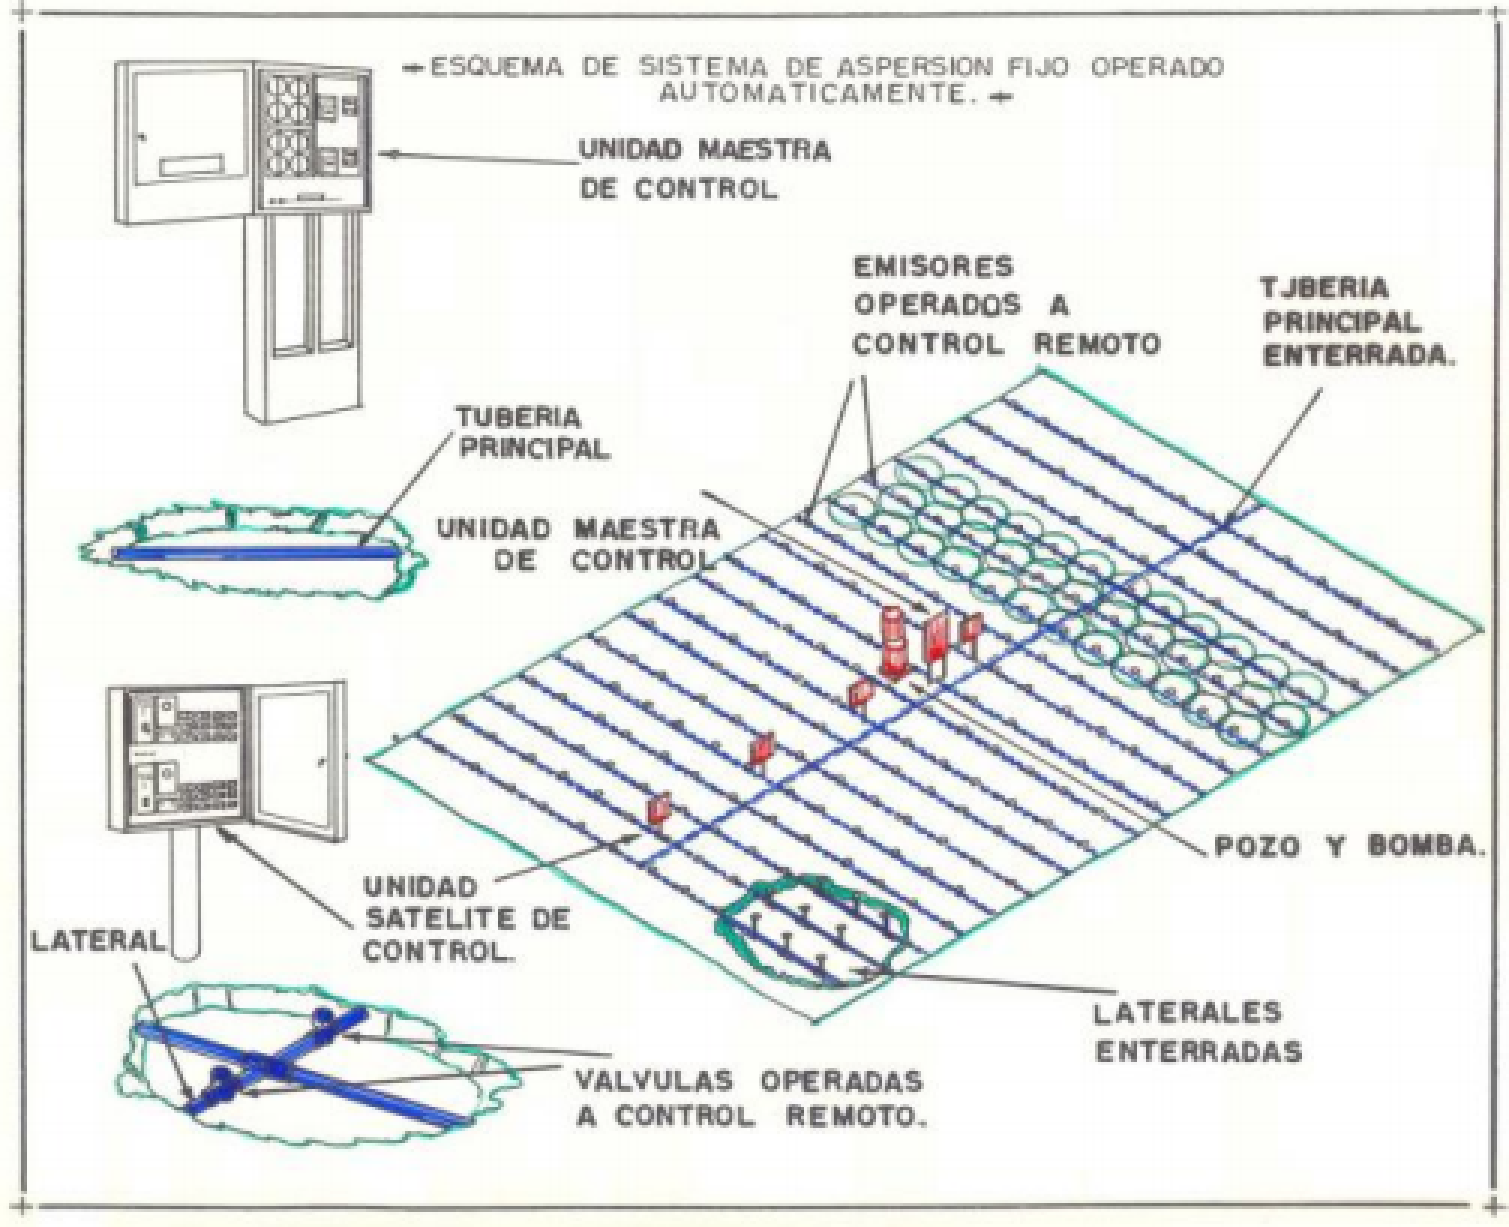 ESQUEMA DE SISTEMA DE ASPERSION FIJO OPERADO
AUTOMATICAMENTE.
UNIDAD MAESTRA
DE CONTROL
EMISORES
OPERADOS A
CONTROL REMOTO
TJBERIA
PRINCIPAL
ENTERRADA.
TUBERIA
PRINCIPAL
UNIDAD MAESTRA
DE CONTROL
POZO Y BOMBA.
UNIDAD
SATELITE DE
CONTROL.
LATERAL
LATERALES
ENTERRADAS
VALVULAS OPERADAS
A CONTROL REMOTO.